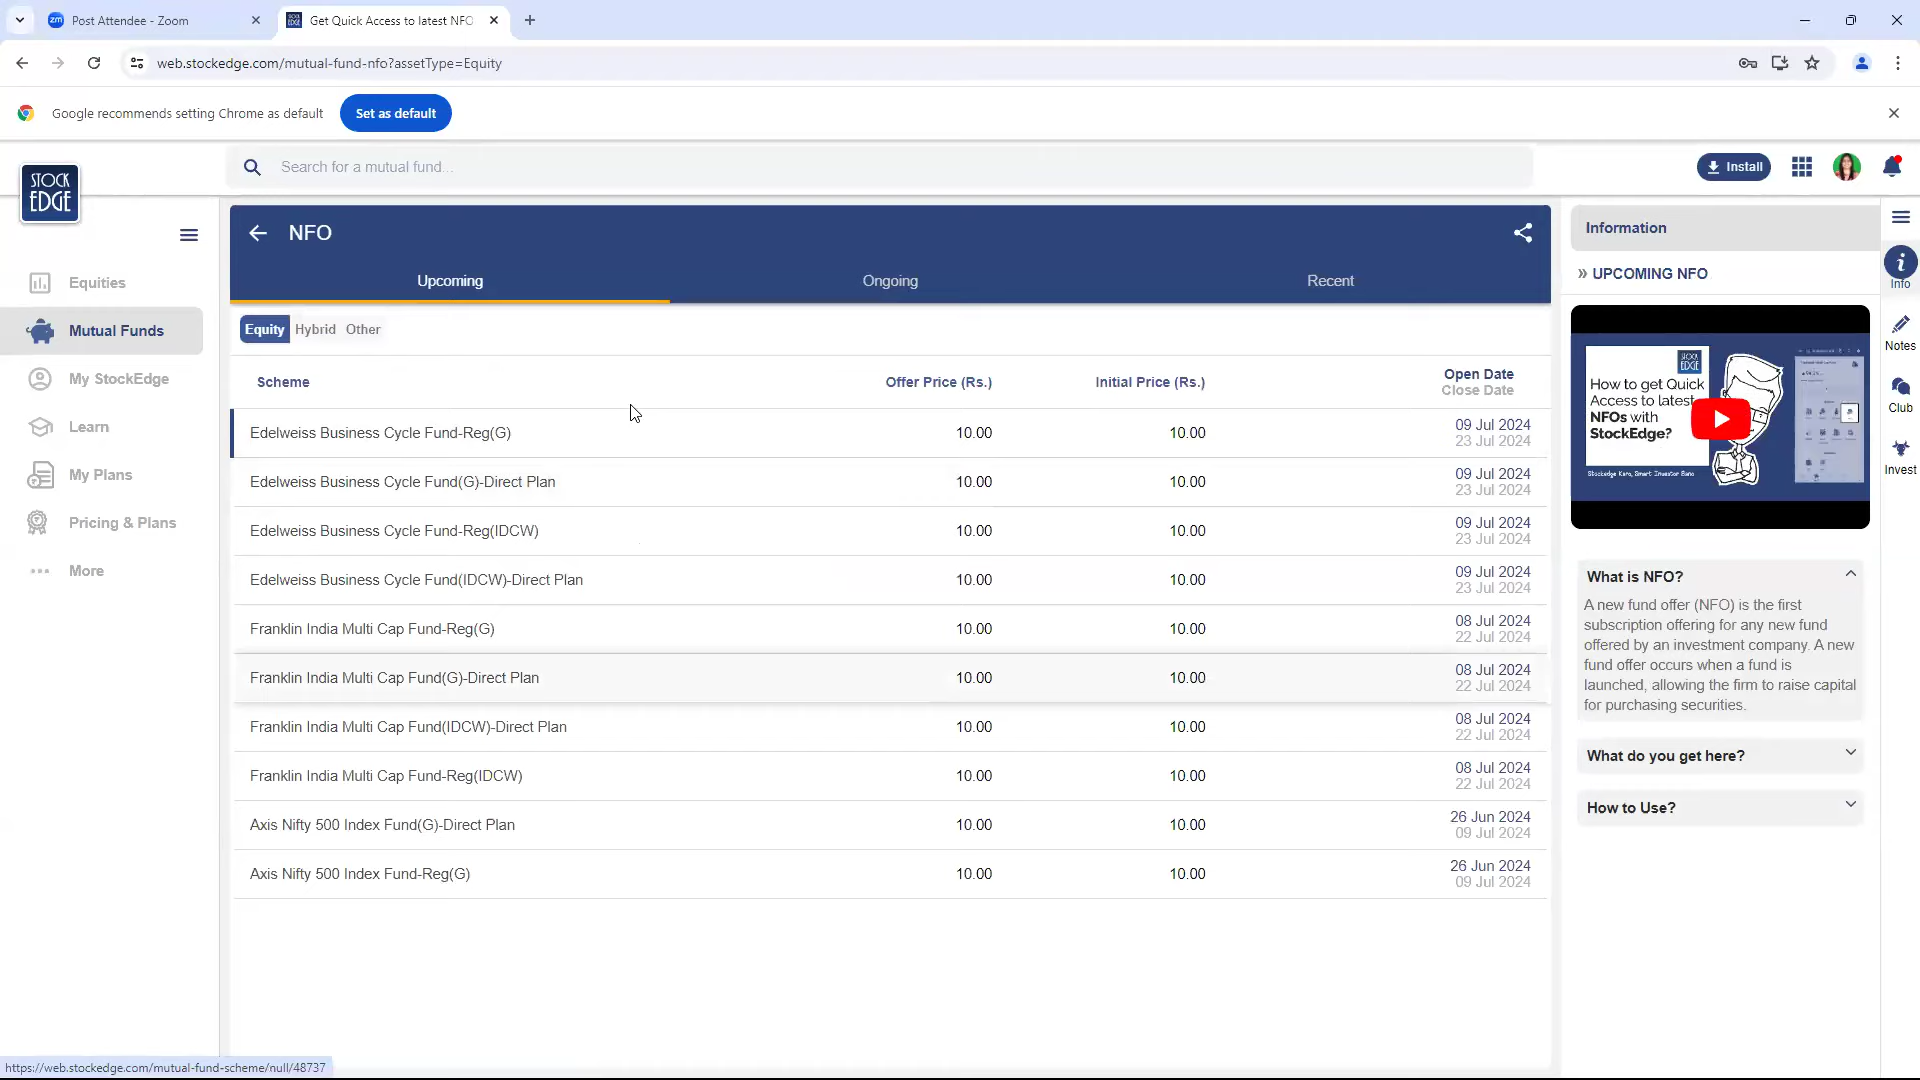 zm Post Attendee - Zoom
STOCK EDGE Get Quick Access to latest NFO
web.stockedge.com/mutual-fund-nfo?assetType=Equity
Google recommends setting Chrome as default
Set as default
STOCK
EDGE
Search for a mutual fund...
Install
Equities
Mutual Funds
My StockEdge
Learn
My Plans
Pricing & Plans
More
NFO
Upcoming
Ongoing
Recent
Equity Hybrid Other
Scheme Offer Price (Rs.) Initial Price (Rs.) Open Date
Close Date
Edelweiss Business Cycle Fund-Reg(G) 10.00 10.00 09 Jul 2024
23 Jul 2024
Edelweiss Business Cycle Fund(G)-Direct Plan 10.00 10.00 09 Jul 2024
23 Jul 2024
Edelweiss Business Cycle Fund-Reg(IDCW) 10.00 10.00 09 Jul 2024
23 Jul 2024
Edelweiss Business Cycle Fund(IDCW)-Direct Plan 10.00 10.00 09 Jul 2024
23 Jul 2024
Franklin India Multi Cap Fund-Reg(G) 10.00 10.00 08 Jul 2024
22 Jul 2024
Franklin India Multi Cap Fund(G)-Direct Plan 10.00 10.00 08 Jul 2024
22 Jul 2024
Franklin India Multi Cap Fund(IDCW)-Direct Plan 10.00 10.00 08 Jul 2024
22 Jul 2024
Franklin India Multi Cap Fund-Reg(IDCW) 10.00 10.00 08 Jul 2024
22 Jul 2024
Axis Nifty 500 Index Fund(G)-Direct Plan 10.00 10.00 26 Jun 2024
09 Jul 2024
Axis Nifty 500 Index Fund-Reg(G) 10.00 10.00 26 Jun 2024
09 Jul 2024
Information
» UPCOMING NFO
STOCK
EDGE
How to get Quick
Access to latest
NFOs with
StockEdge?
Stockedge Karo, Smart Investor Bano
What is NFO?
A new fund offer (NFO) is the first
subscription offering for any new fund
offered by an investment company. A new
fund offer occurs when a fund is
launched, allowing the firm to raise capital
for purchasing securities.
What do you get here?
How to Use?
Info
Notes
Club
Invest
https://web.stockedge.com/mutual-fund-scheme/null/48737